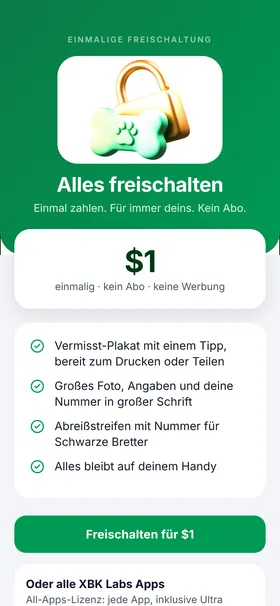 EINMALIGE FREISCHALTUNG
Alles freischalten
Einmal zahlen. Für immer deins. Kein Abo.
$1
einmalig · kein Abo · keine Werbung
Vermisst-Plakat mit einem Tipp,
bereit zum Drucken oder Teilen
Großes Foto, Angaben und deine
Nummer in großer Schrift
Abreißstreifen mit Nummer für
Schwarze Bretter
Alles bleibt auf deinem Handy
Freischalten für $1
Oder alle XBK Labs Apps
All-Apps-Lizenz: jede App, inklusive Ultra